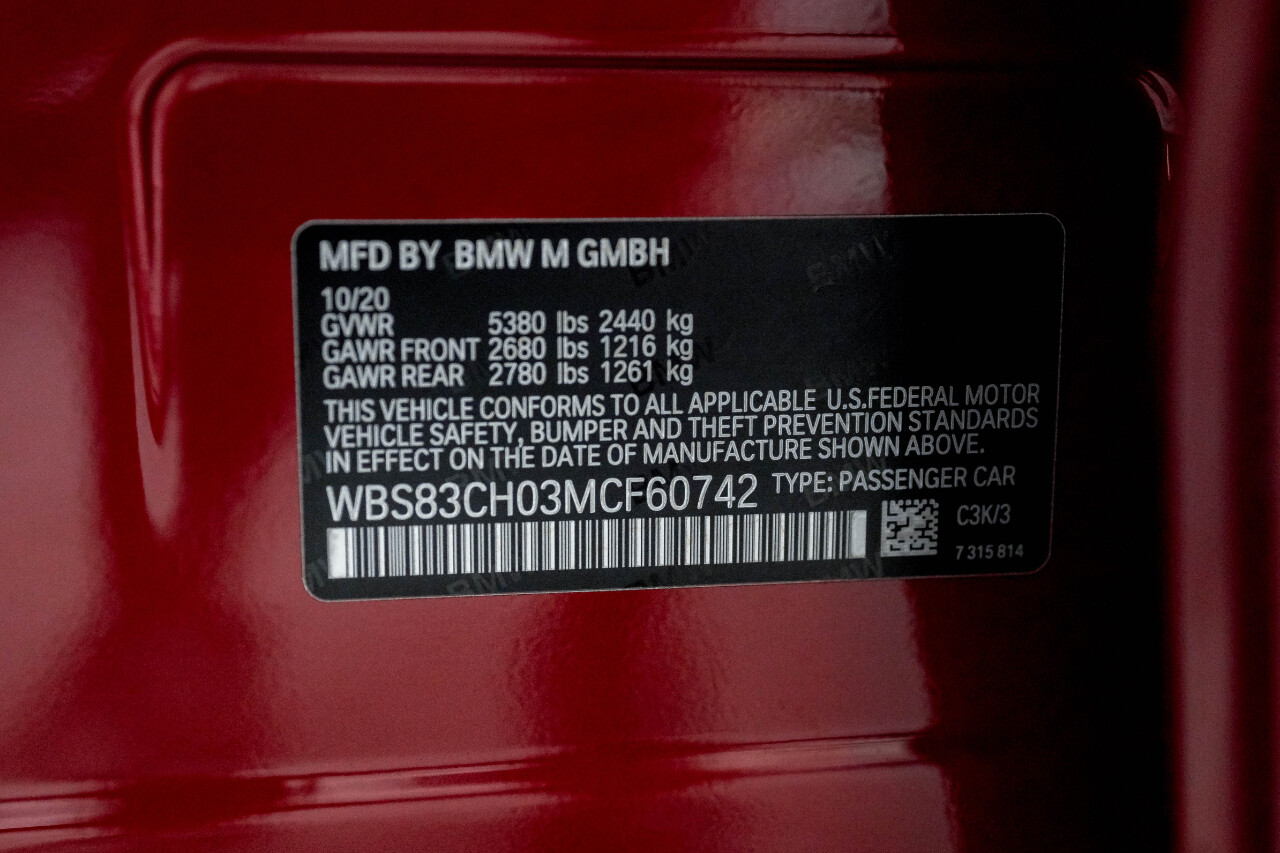 MFD BY BMW M GMBH
10/20
GVWR 5380 lbs 2440 kg
GAWR FRONT 2680 lbs 1216 kg
GAWR REAR 2780 lbs 1261 kg
THIS VEHICLE CONFORMS TO ALL APPLICABLE U.S.FEDERAL MOTOR
VEHICLE SAFETY, BUMPER AND THEFT PREVENTION STANDARDS
IN EFFECT ON THE DATE OF MANUFACTURE SHOWN ABOVE.
WBS83CH03MCF60742 TYPE: PASSENGER CAR
C3K/3
7 315 814